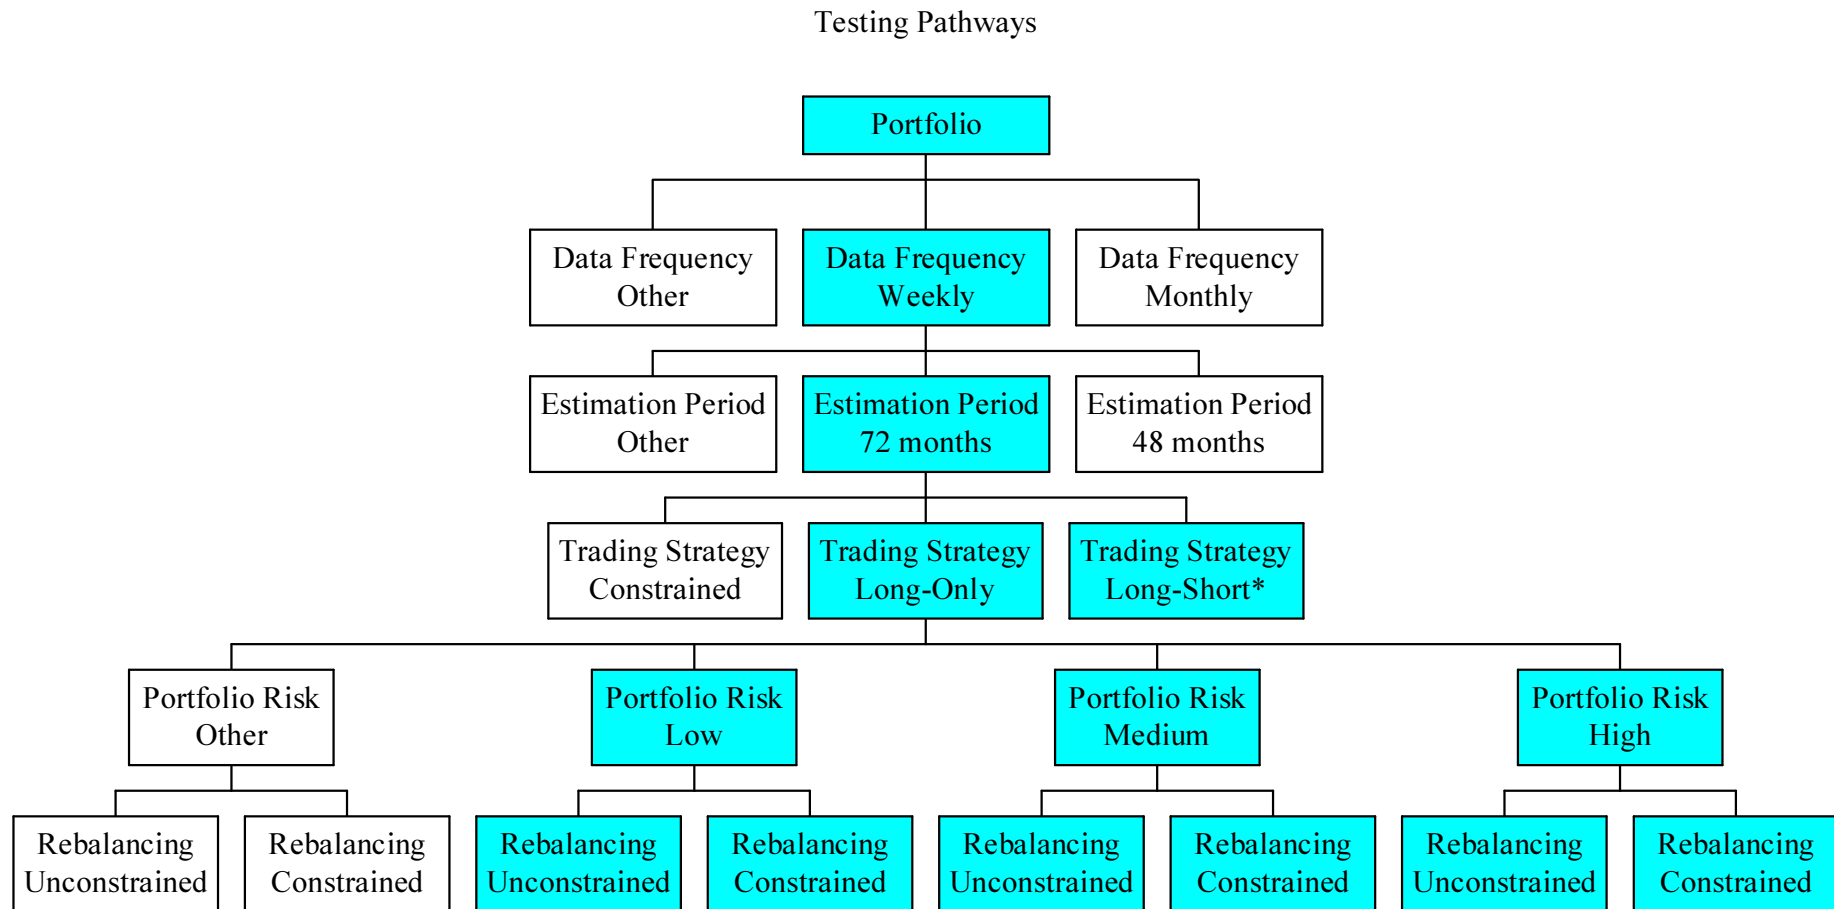 Testing Pathways
Portfolio
Data Frequency
Other
Data Frequency
Weekly
Data Frequency
Monthly
Estimation Period
Other
Estimation Period
72 months
Estimation Period
48 months
Trading Strategy
Constrained
Trading Strategy
Long-Only
Trading Strategy
Long-Short*
Portfolio Risk
Other
Portfolio Risk
Low
Portfolio Risk
Medium
Portfolio Risk
High
Rebalancing
Unconstrained
Rebalancing
Constrained
Rebalancing
Unconstrained
Rebalancing
Constrained
Rebalancing
Unconstrained
Rebalancing
Constrained
Rebalancing
Unconstrained
Rebalancing
Constrained